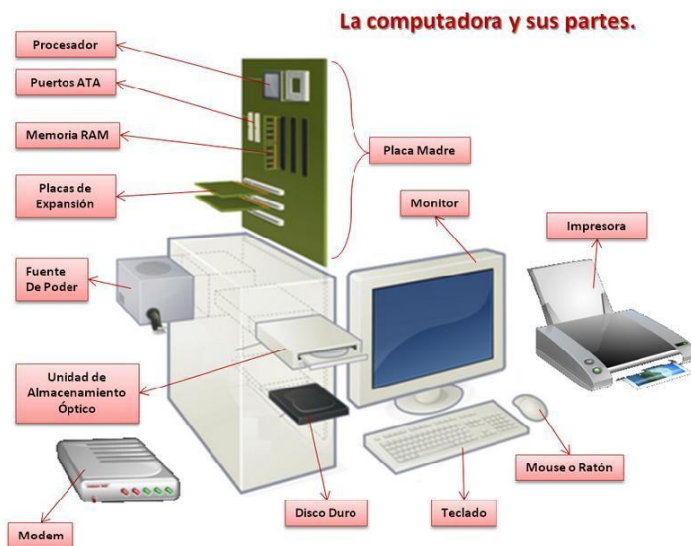 La computadora y sus partes.
Procesador
Puertos ATA
Memoria RAM
Placas de
Expansión
Placa Madre
Monitor
Impresora
Fuente
De Poder
Unidad de
Almacenamiento
Óptico
Mouse o Ratón
Disco Duro
Teclado
Modem